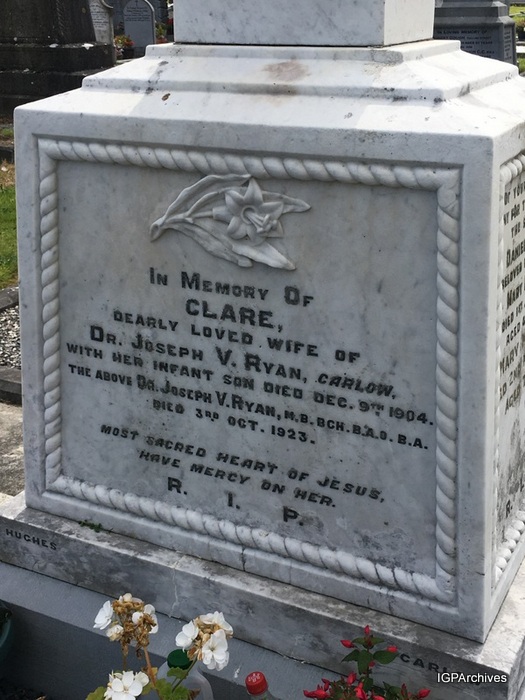 In Memory Of
CLARE,
DEARLY LOVED WIFE OF
DR. JOSEPH V. RYAN, CARLOW,
WITH HER INFANT SON DIED DEC. 9TH 1904.
THE ABOVE DR. JOSEPH V. RYAN, M.B. BCH. B.A.O. B.A.
DIED 3RD OCT. 1923.
MOST SACRED HEART OF JESUS,
HAVE MERCY ON HER.
R. I. P.
HUGHES
IGPArchives